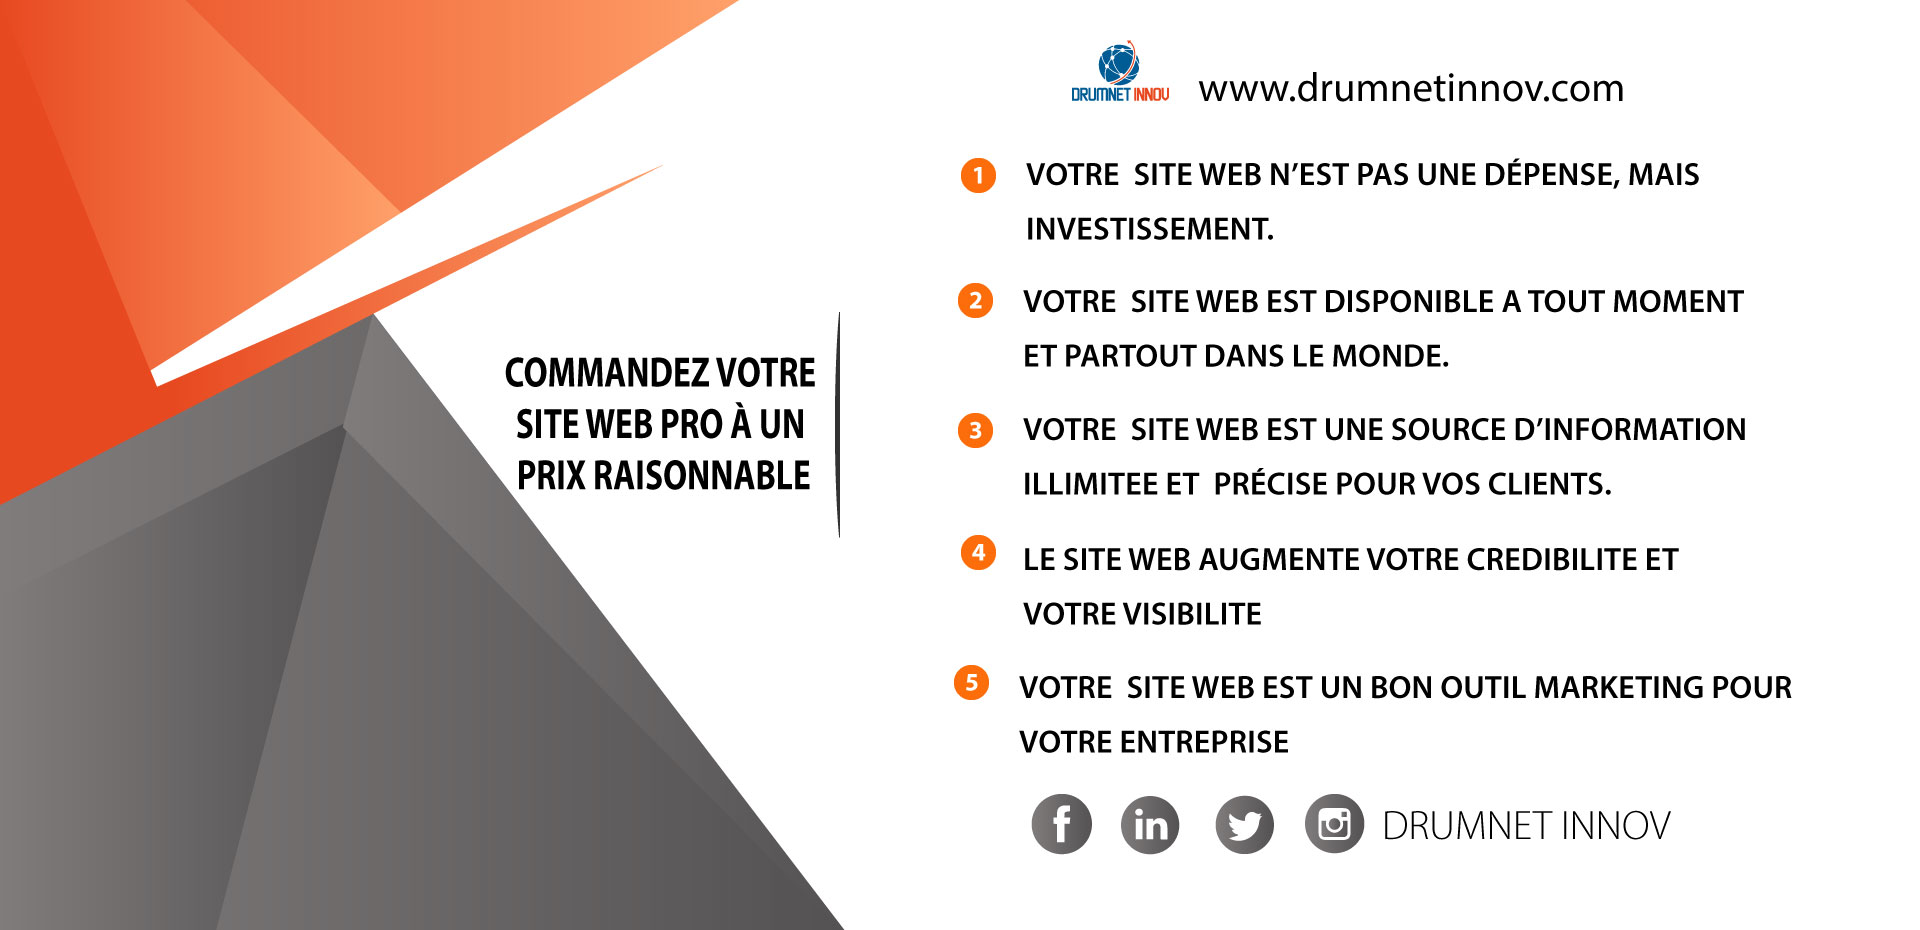 DRUMNET INNOV
www.drumnetinnov.com
COMMANDEZ VOTRE
SITE WEB PRO À UN
PRIX RAISONNABLE
1 VOTRE  SITE WEB N’EST PAS UNE DÉPENSE, MAIS
INVESTISSEMENT.
2 VOTRE  SITE WEB EST DISPONIBLE A TOUT MOMENT
ET PARTOUT DANS LE MONDE.
3 VOTRE  SITE WEB EST UNE SOURCE D’INFORMATION
ILLIMITEE ET  PRÉCISE POUR VOS CLIENTS.
4 LE SITE WEB AUGMENTE VOTRE CREDIBILITE ET
VOTRE VISIBILITE
5 VOTRE  SITE WEB EST UN BON OUTIL MARKETING POUR
VOTRE ENTREPRISE
DRUMNET INNOV